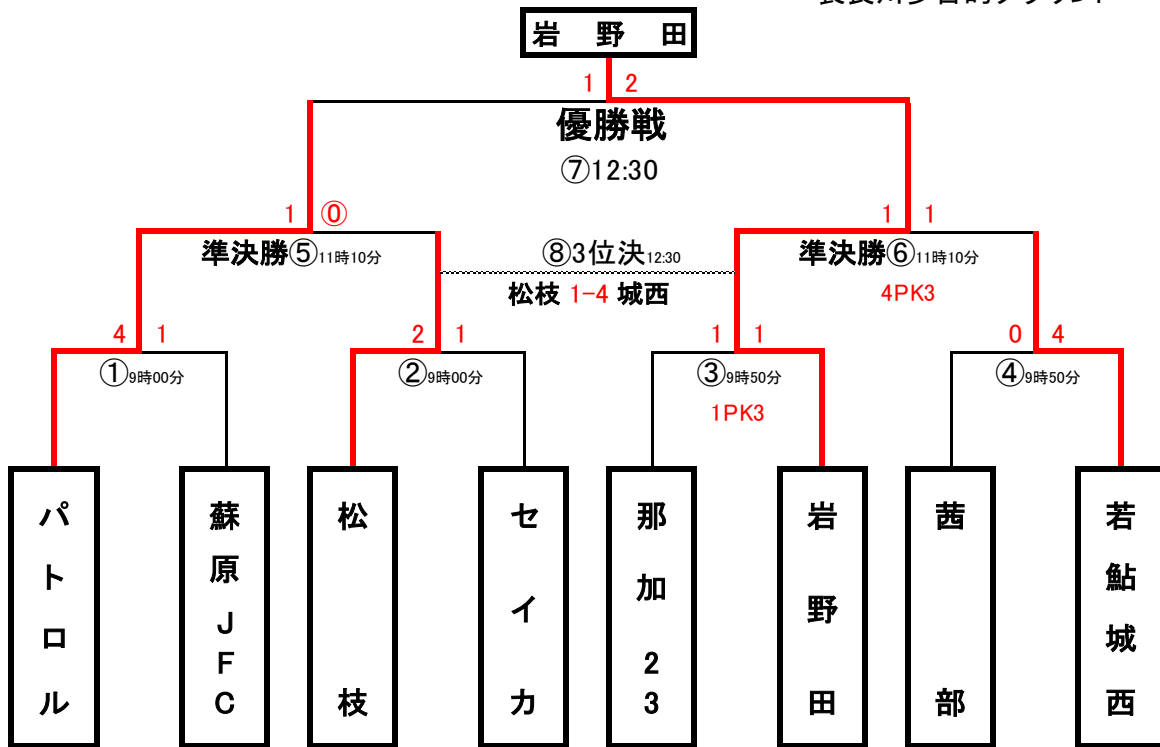 岩野田
1 2
優勝戦
⑦12:30
1 ⓪
1 1
準決勝⑤11時10分
⑧3位決12:30
準決勝⑥11時10分
松枝 1-4 城西
4PK3
4 1
2 1
1 1
0 4
①9時00分
②9時00分
③9時50分
④9時50分
1PK3
パトロル
蘇原JFC
松枝
セイカ
那加23
岩野田
茜部
若鮎城西